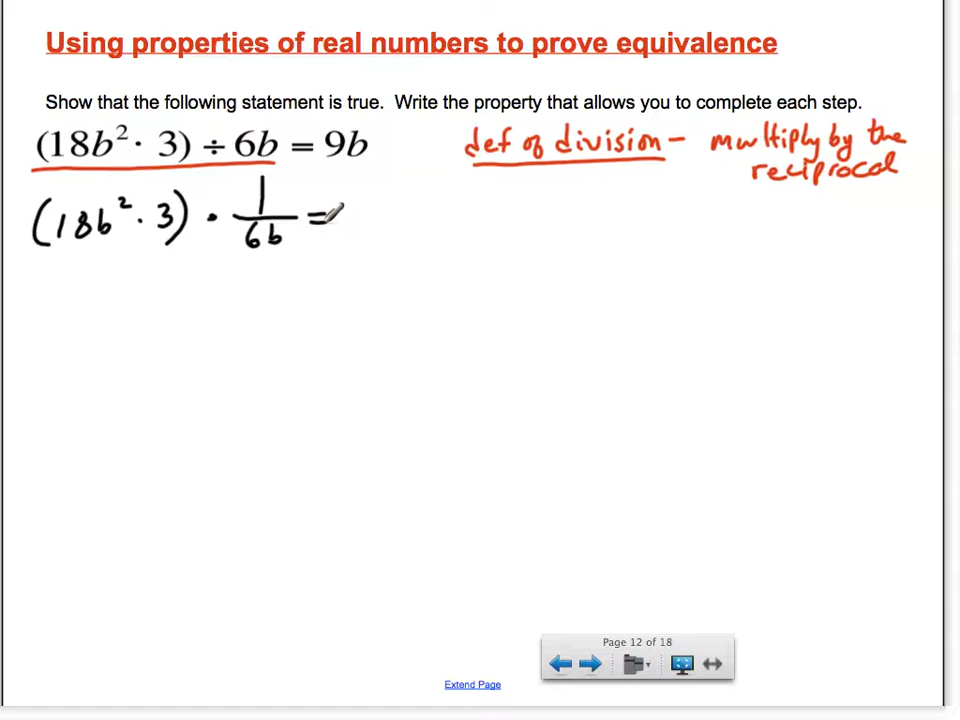 Using properties of real numbers to prove equivalence
Show that the following statement is true. Write the property that allows you to complete each step.
(18b² · 3) ÷ 6b = 9b
def of division – multiply by the
reciprocal
(18b² · 3) · 1/6b =
Page 12 of 18
Extend Page